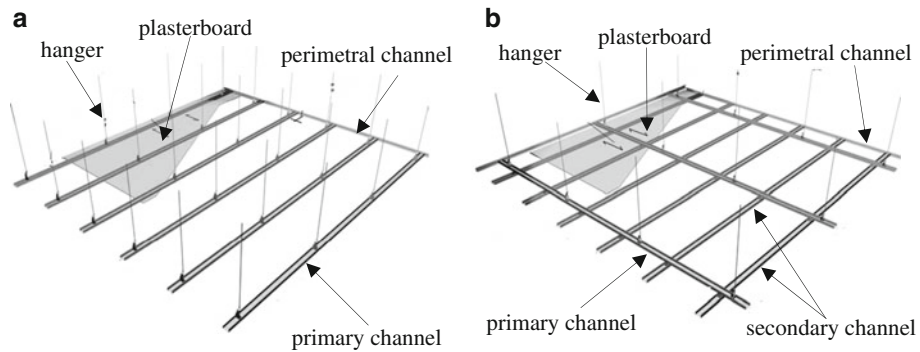 a
plasterboard
hanger
perimetral channel
primary channel
b
plasterboard
hanger
perimetral channel
primary channel
secondary channel